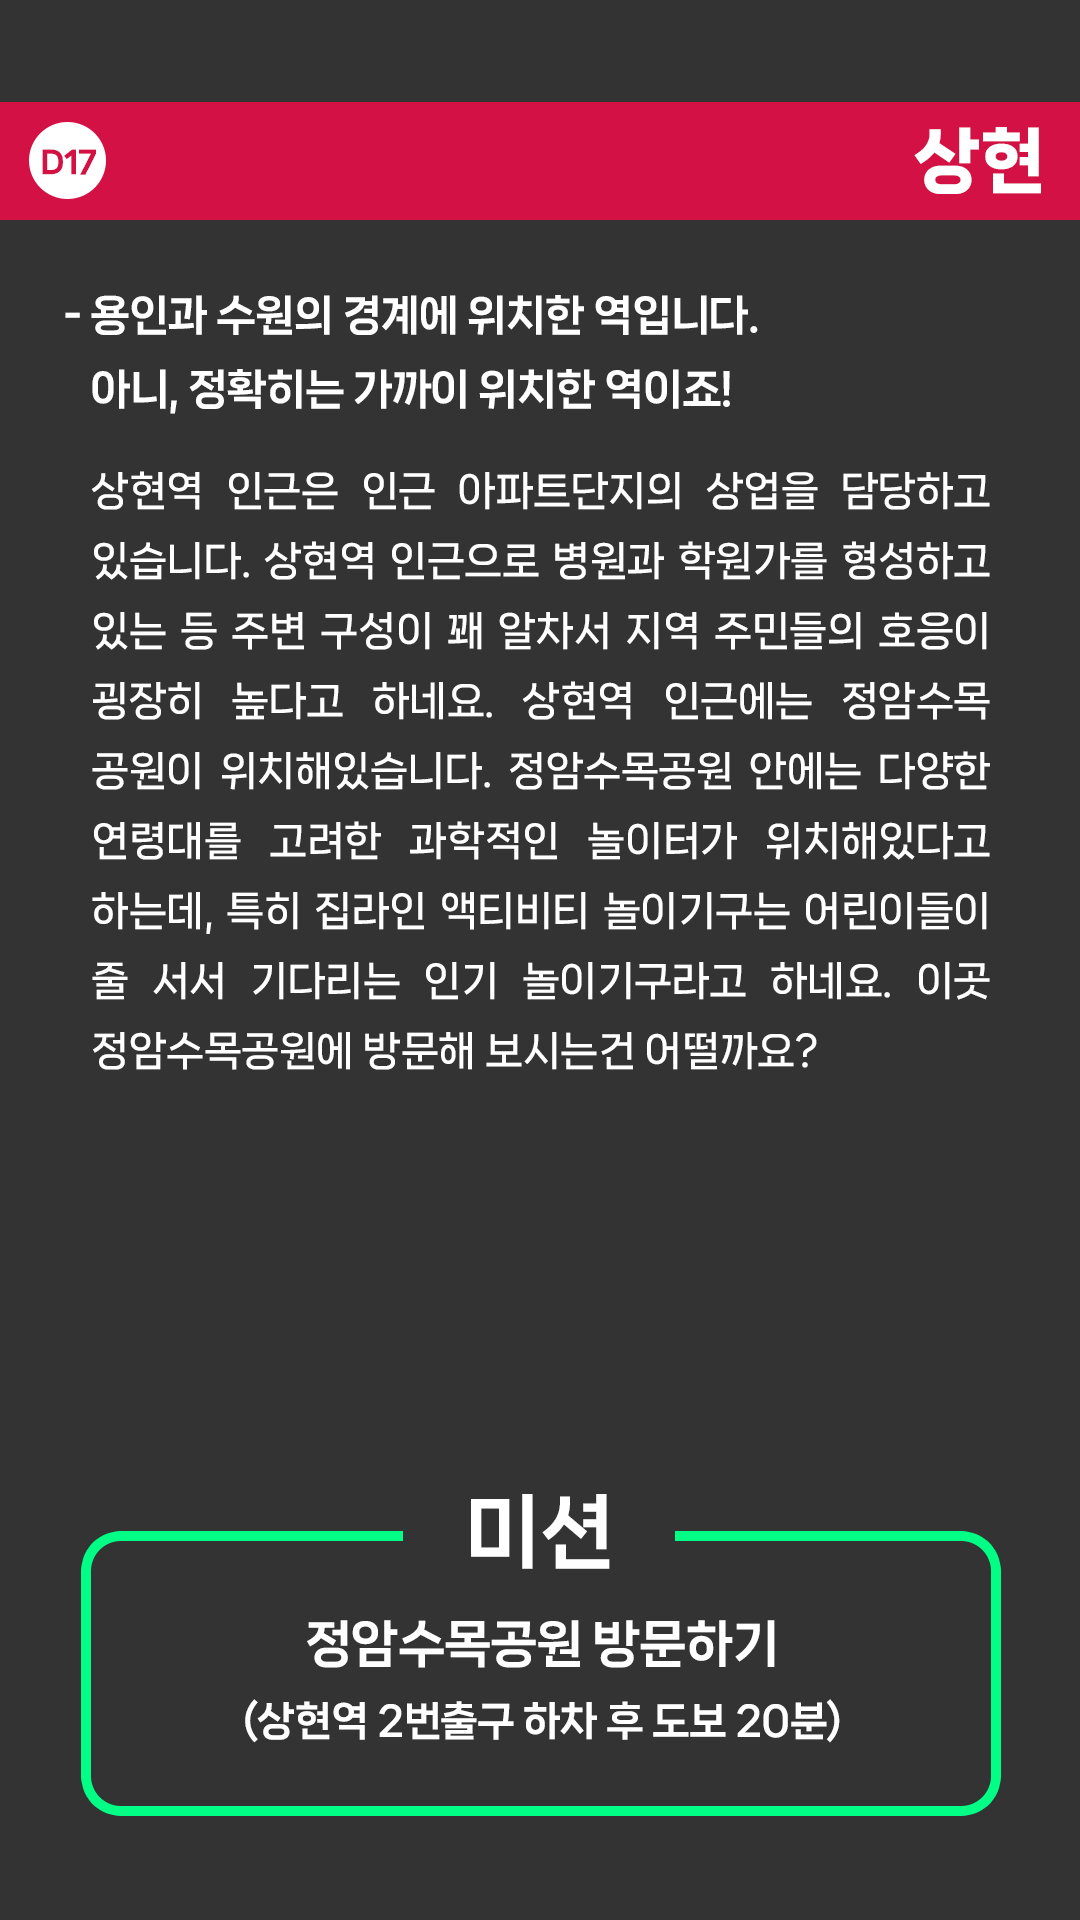 D17
상현
- 용인과 수원의 경계에 위치한 역입니다.
아니, 정확히는 가까이 위치한 역이죠!
상현역 인근은 인근 아파트단지의 상업을 담당하고
있습니다. 상현역 인근으로 병원과 학원가를 형성하고
있는 등 주변 구성이 꽤 알차서 지역 주민들의 호응이
굉장히 높다고 하네요. 상현역 인근에는 정암수목
공원이 위치해있습니다. 정암수목공원 안에는 다양한
연령대를 고려한 과학적인 놀이터가 위치해있다고
하는데, 특히 집라인 액티비티 놀이기구는 어린이들이
줄 서서 기다리는 인기 놀이기구라고 하네요. 이곳
정암수목공원에 방문해 보시는건 어떨까요?
미션
정암수목공원 방문하기
(상현역 2번출구 하차 후 도보 20분)